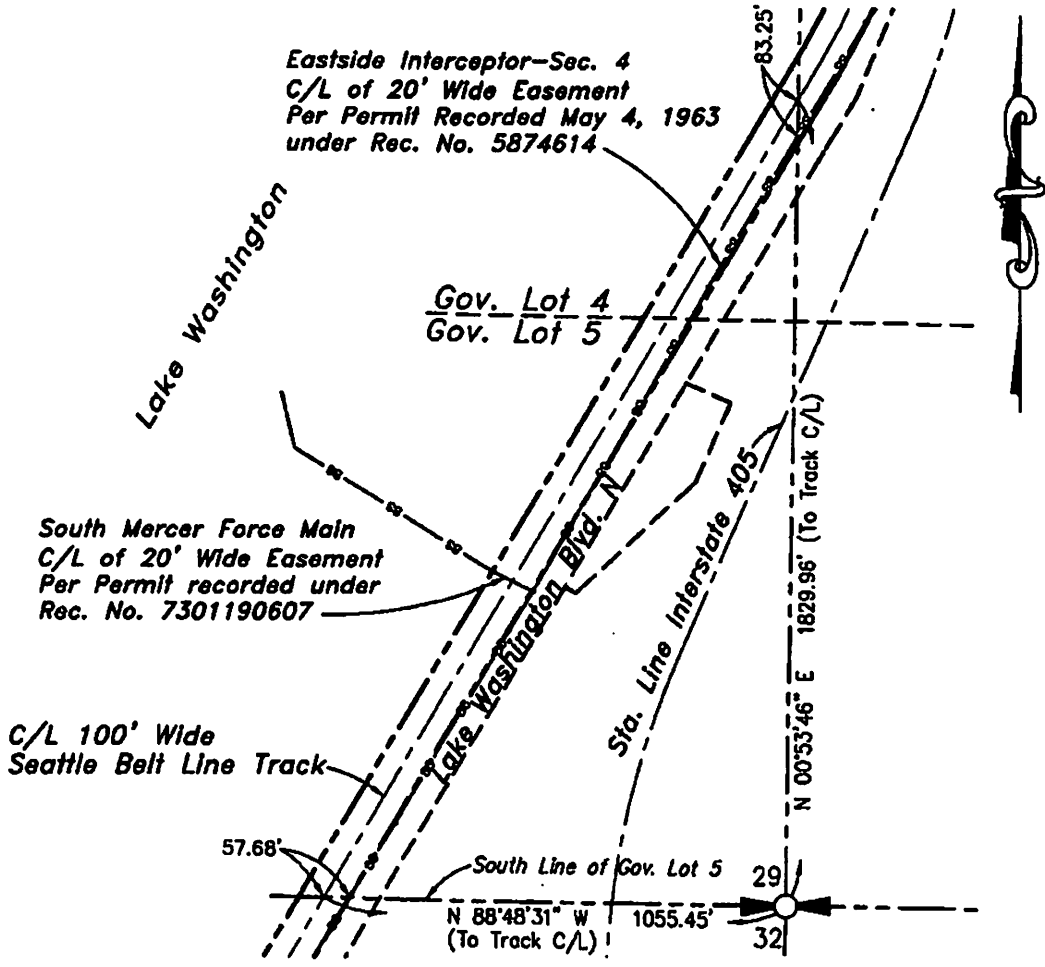 83.25'
Eastside Interceptor-Sec. 4
C/L of 20' Wide Easement
Per Permit Recorded May 4, 1963
under Rec. No. 5874614
Lake Washington
Gov. Lot 4
Gov. Lot 5
South Mercer Force Main
C/L of 20' Wide Easement
Per Permit recorded under
Rec. No. 7301190607
Lake Washington Blvd. N
Sta. Line Interstate 405
N 00°53'46" E 1829.96' (To Track C/L)
C/L 100' Wide
Seattle Belt Line Track
57.68'
South Line of Gov. Lot 5
29
N 88°48'31" W 1055.45'
(To Track C/L)
32